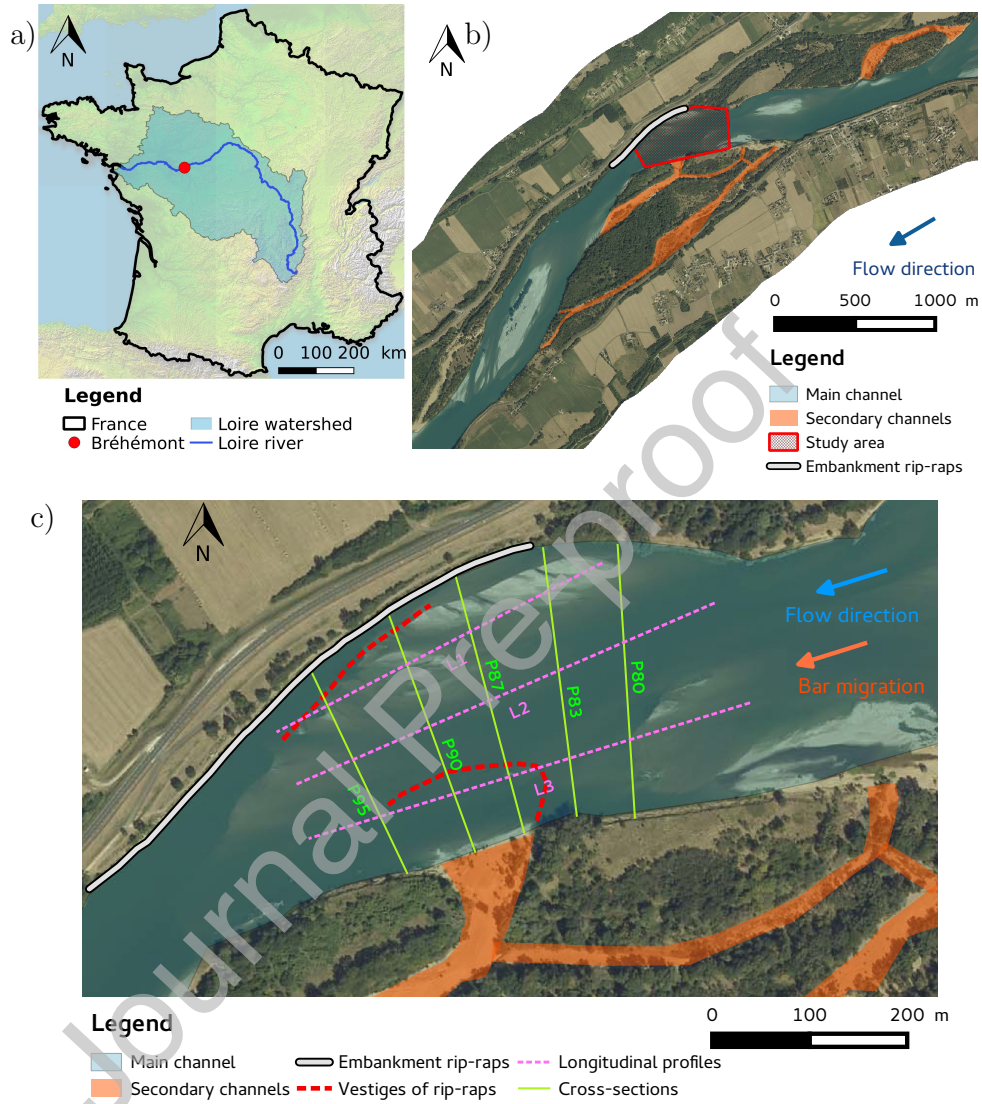 a)
N
0 100 200 km
Legend
France
Loire watershed
Bréhémont
Loire river
b)
N
Flow direction
0 500 1000 m
Legend
Main channel
Secondary channels
Study area
Embankment rip-raps
c)
N
Flow direction
Bar migration
L1
L2
L3
P95
P90
P87
P83
P80
0 100 200 m
Legend
Main channel
Embankment rip-raps
Longitudinal profiles
Secondary channels
Vestiges of rip-raps
Cross-sections
Journal Pre-proof